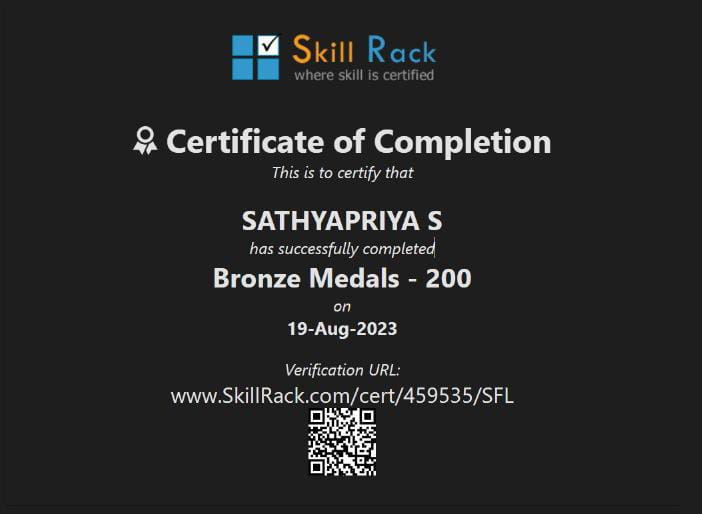 Skill Rack
where skill is certified
Certificate of Completion
This is to certify that
SATHYAPRIYA S
has successfully completed
Bronze Medals - 200
on
19-Aug-2023
Verification URL:
www.SkillRack.com/cert/459535/SFL